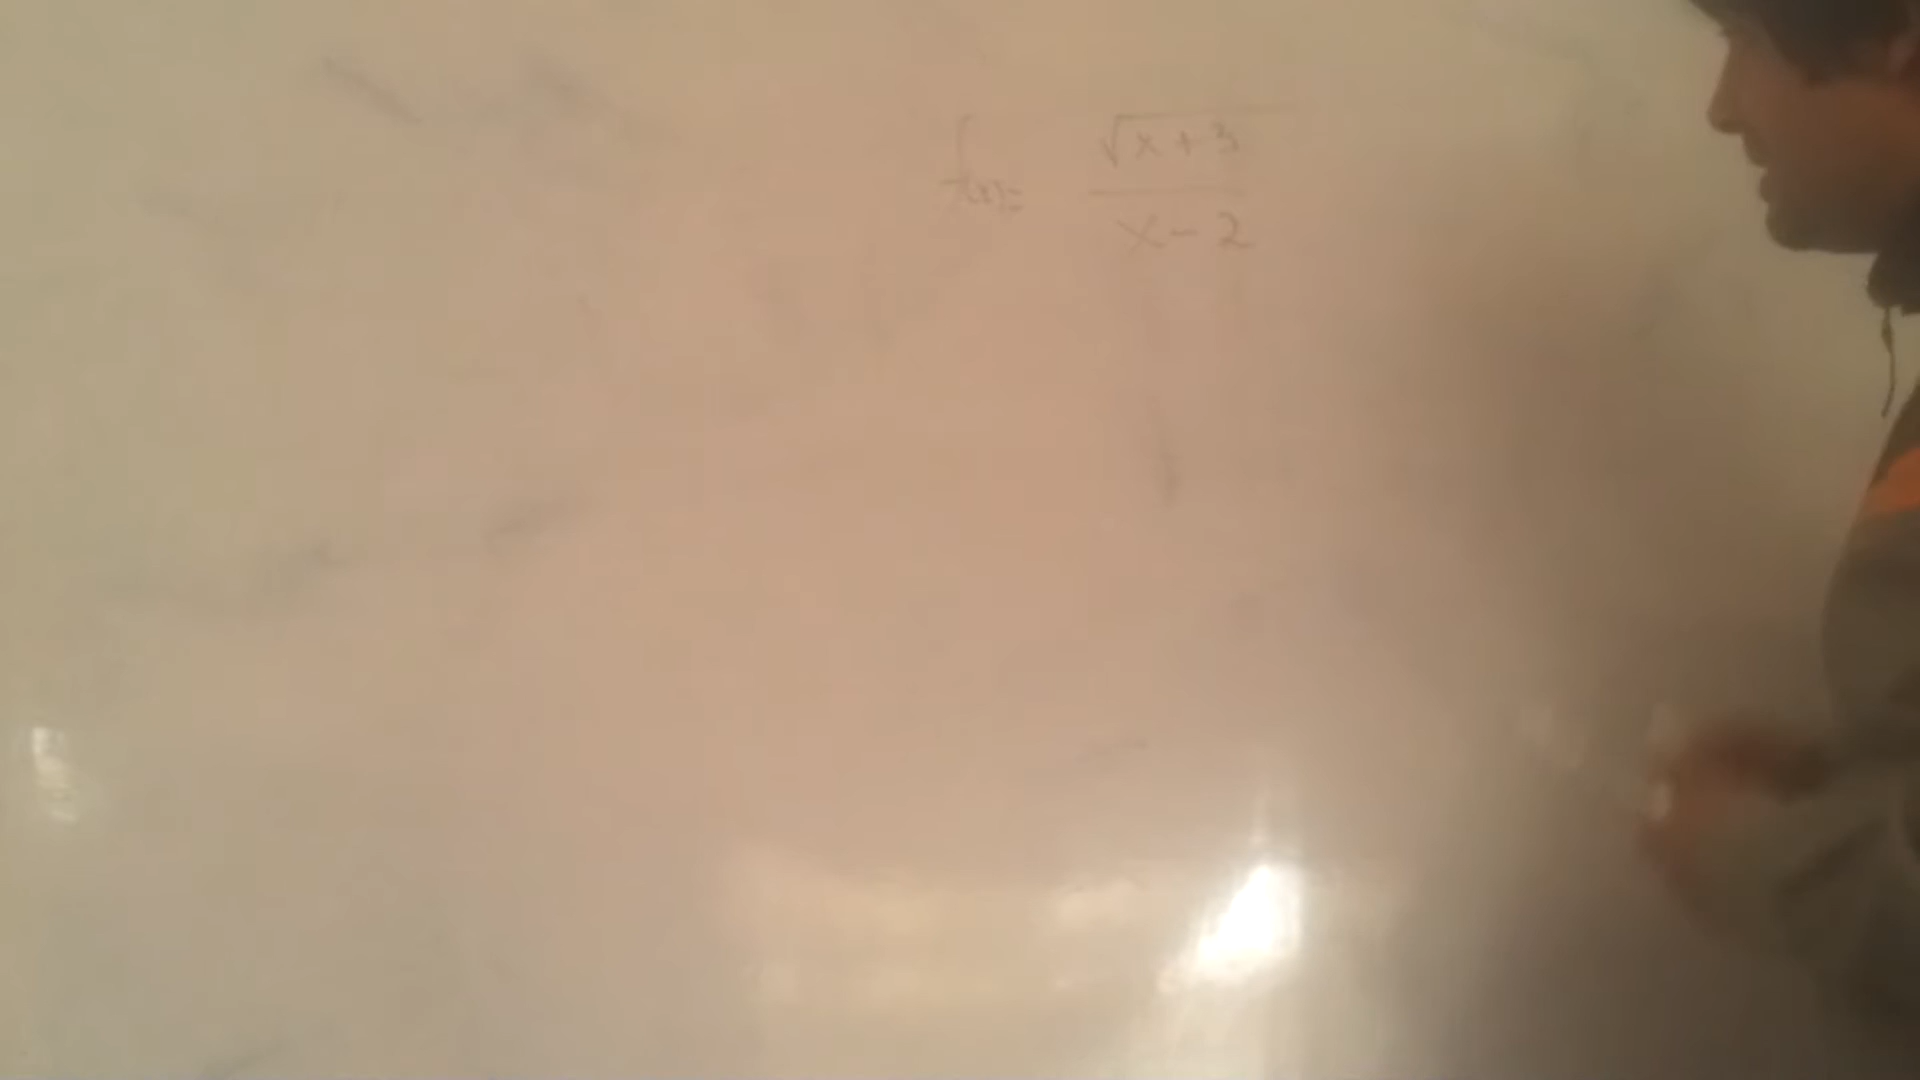 f(x)= √(x+3) / (x-2)